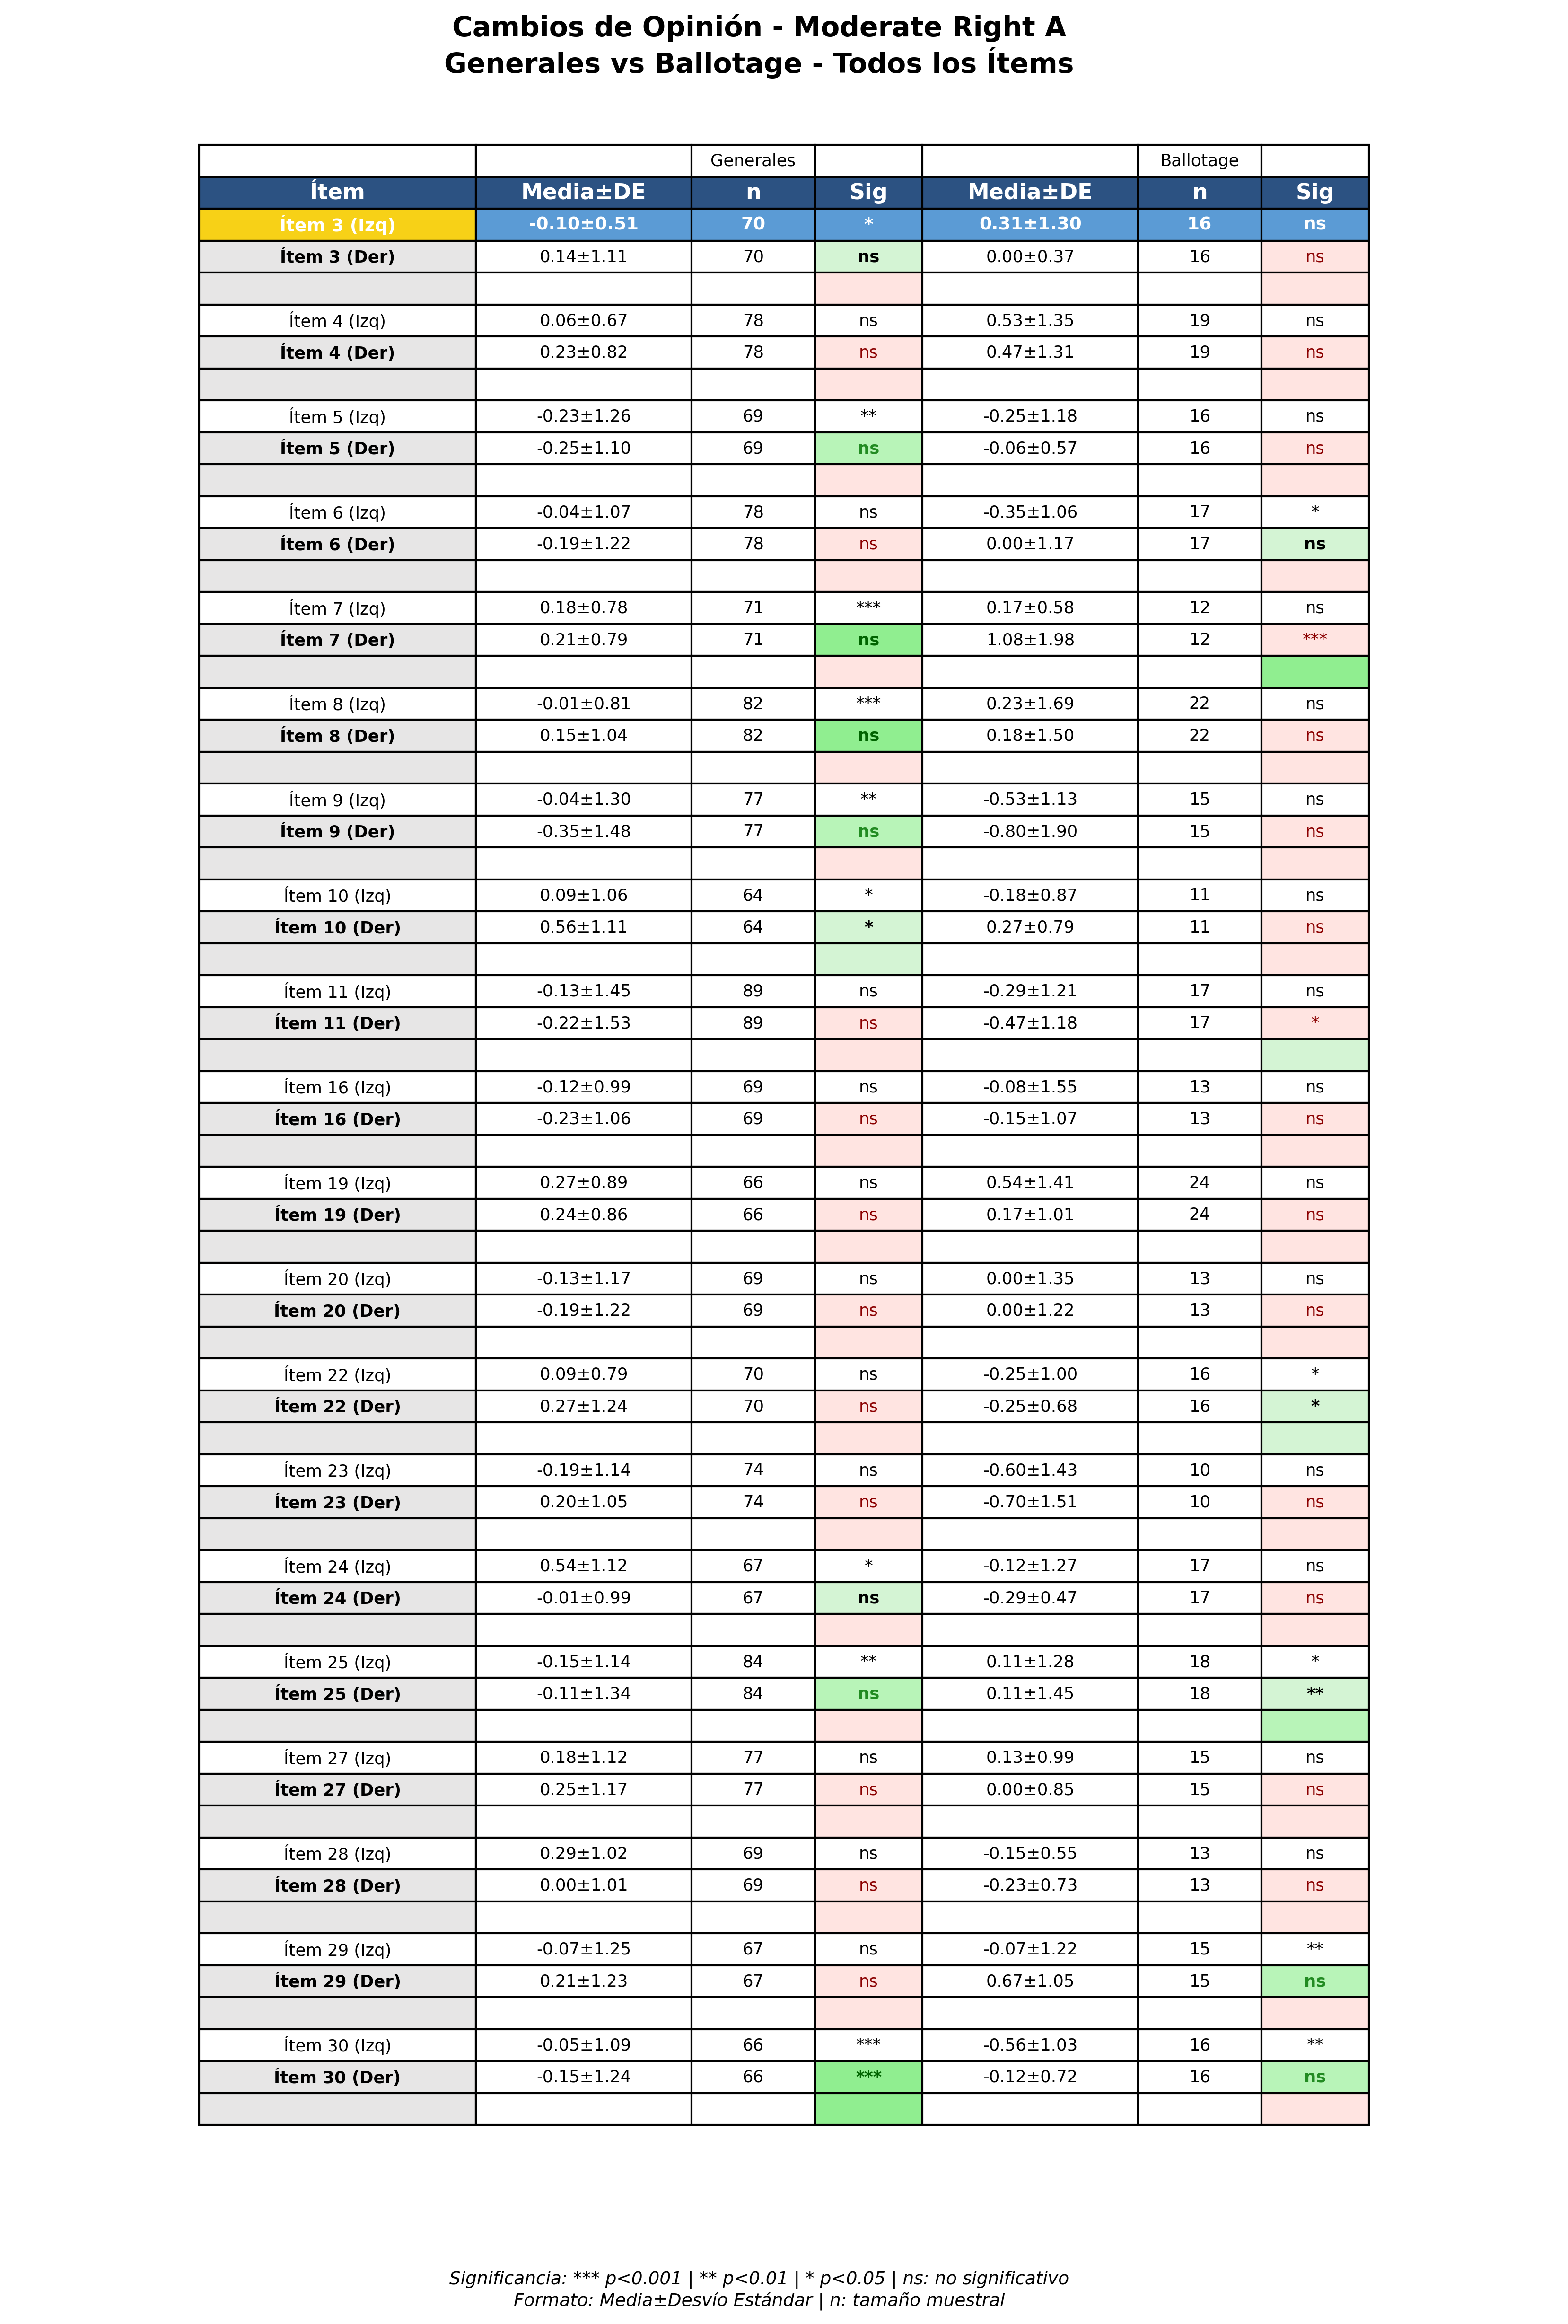 Cambios de Opinión - Moderate Right A
Generales vs Ballotage - Todos los Ítems
Generales Ballotage
Ítem Media±DE n Sig Media±DE n Sig
Ítem 3 (Izq) -0.10±0.51 70 * 0.31±1.30 16 ns
Ítem 3 (Der) 0.14±1.11 70 ns 0.00±0.37 16 ns
Ítem 4 (Izq) 0.06±0.67 78 ns 0.53±1.35 19 ns
Ítem 4 (Der) 0.23±0.82 78 ns 0.47±1.31 19 ns
Ítem 5 (Izq) -0.23±1.26 69 ** -0.25±1.18 16 ns
Ítem 5 (Der) -0.25±1.10 69 ns -0.06±0.57 16 ns
Ítem 6 (Izq) -0.04±1.07 78 ns -0.35±1.06 17 *
Ítem 6 (Der) -0.19±1.22 78 ns 0.00±1.17 17 ns
Ítem 7 (Izq) 0.18±0.78 71 *** 0.17±0.58 12 ns
Ítem 7 (Der) 0.21±0.79 71 ns 1.08±1.98 12 ***
Ítem 8 (Izq) -0.01±0.81 82 *** 0.23±1.69 22 ns
Ítem 8 (Der) 0.15±1.04 82 ns 0.18±1.50 22 ns
Ítem 9 (Izq) -0.04±1.30 77 ** -0.53±1.13 15 ns
Ítem 9 (Der) -0.35±1.48 77 ns -0.80±1.90 15 ns
Ítem 10 (Izq) 0.09±1.06 64 * -0.18±0.87 11 ns
Ítem 10 (Der) 0.56±1.11 64 * 0.27±0.79 11 ns
Ítem 11 (Izq) -0.13±1.45 89 ns -0.29±1.21 17 ns
Ítem 11 (Der) -0.22±1.53 89 ns -0.47±1.18 17 *
Ítem 16 (Izq) -0.12±0.99 69 ns -0.08±1.55 13 ns
Ítem 16 (Der) -0.23±1.06 69 ns -0.15±1.07 13 ns
Ítem 19 (Izq) 0.27±0.89 66 ns 0.54±1.41 24 ns
Ítem 19 (Der) 0.24±0.86 66 ns 0.17±1.01 24 ns
Ítem 20 (Izq) -0.13±1.17 69 ns 0.00±1.35 13 ns
Ítem 20 (Der) -0.19±1.22 69 ns 0.00±1.22 13 ns
Ítem 22 (Izq) 0.09±0.79 70 ns -0.25±1.00 16 *
Ítem 22 (Der) 0.27±1.24 70 ns -0.25±0.68 16 *
Ítem 23 (Izq) -0.19±1.14 74 ns -0.60±1.43 10 ns
Ítem 23 (Der) 0.20±1.05 74 ns -0.70±1.51 10 ns
Ítem 24 (Izq) 0.54±1.12 67 * -0.12±1.27 17 ns
Ítem 24 (Der) -0.01±0.99 67 ns -0.29±0.47 17 ns
Ítem 25 (Izq) -0.15±1.14 84 ** 0.11±1.28 18 *
Ítem 25 (Der) -0.11±1.34 84 ns 0.11±1.45 18 **
Ítem 27 (Izq) 0.18±1.12 77 ns 0.13±0.99 15 ns
Ítem 27 (Der) 0.25±1.17 77 ns 0.00±0.85 15 ns
Ítem 28 (Izq) 0.29±1.02 69 ns -0.15±0.55 13 ns
Ítem 28 (Der) 0.00±1.01 69 ns -0.23±0.73 13 ns
Ítem 29 (Izq) -0.07±1.25 67 ns -0.07±1.22 15 **
Ítem 29 (Der) 0.21±1.23 67 ns 0.67±1.05 15 ns
Ítem 30 (Izq) -0.05±1.09 66 *** -0.56±1.03 16 **
Ítem 30 (Der) -0.15±1.24 66 *** -0.12±0.72 16 ns
Significancia: *** p<0.001 | ** p<0.01 | * p<0.05 | ns: no significativo
Formato: Media±Desvío Estándar | n: tamaño muestral